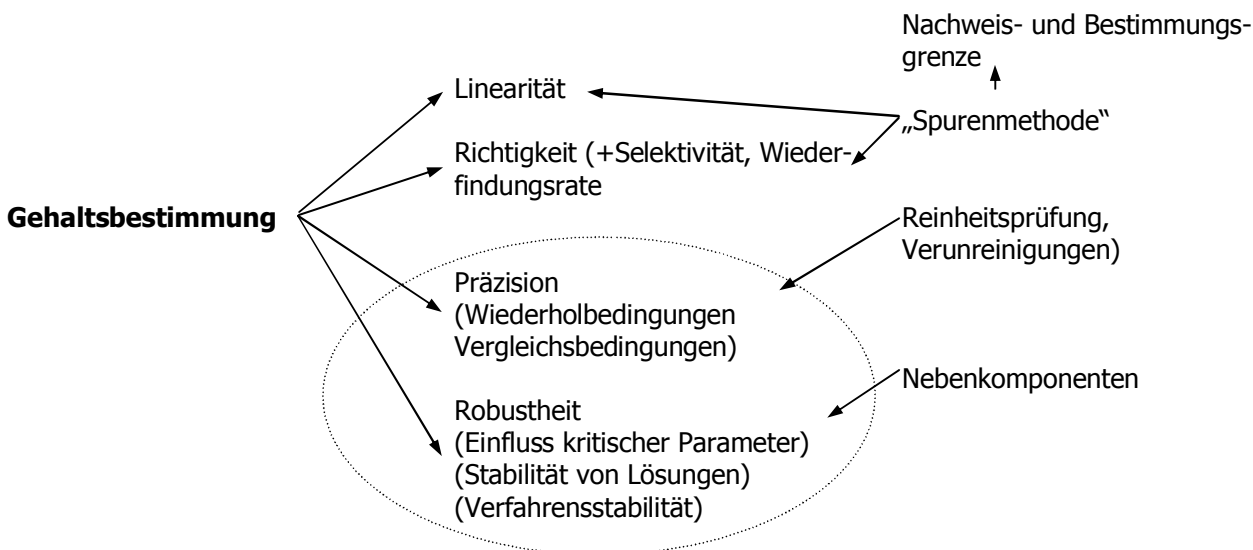 Nachweis- und Bestimmungs-
grenze
Linearität
„Spurenmethode“
Richtigkeit (+Selektivität, Wieder-
findungsrate
Gehaltsbestimmung
Reinheitsprüfung,
Verunreinigungen)
Präzision
(Wiederholbedingungen
Vergleichsbedingungen)
Nebenkomponenten
Robustheit
(Einfluss kritischer Parameter)
(Stabilität von Lösungen)
(Verfahrensstabilität)